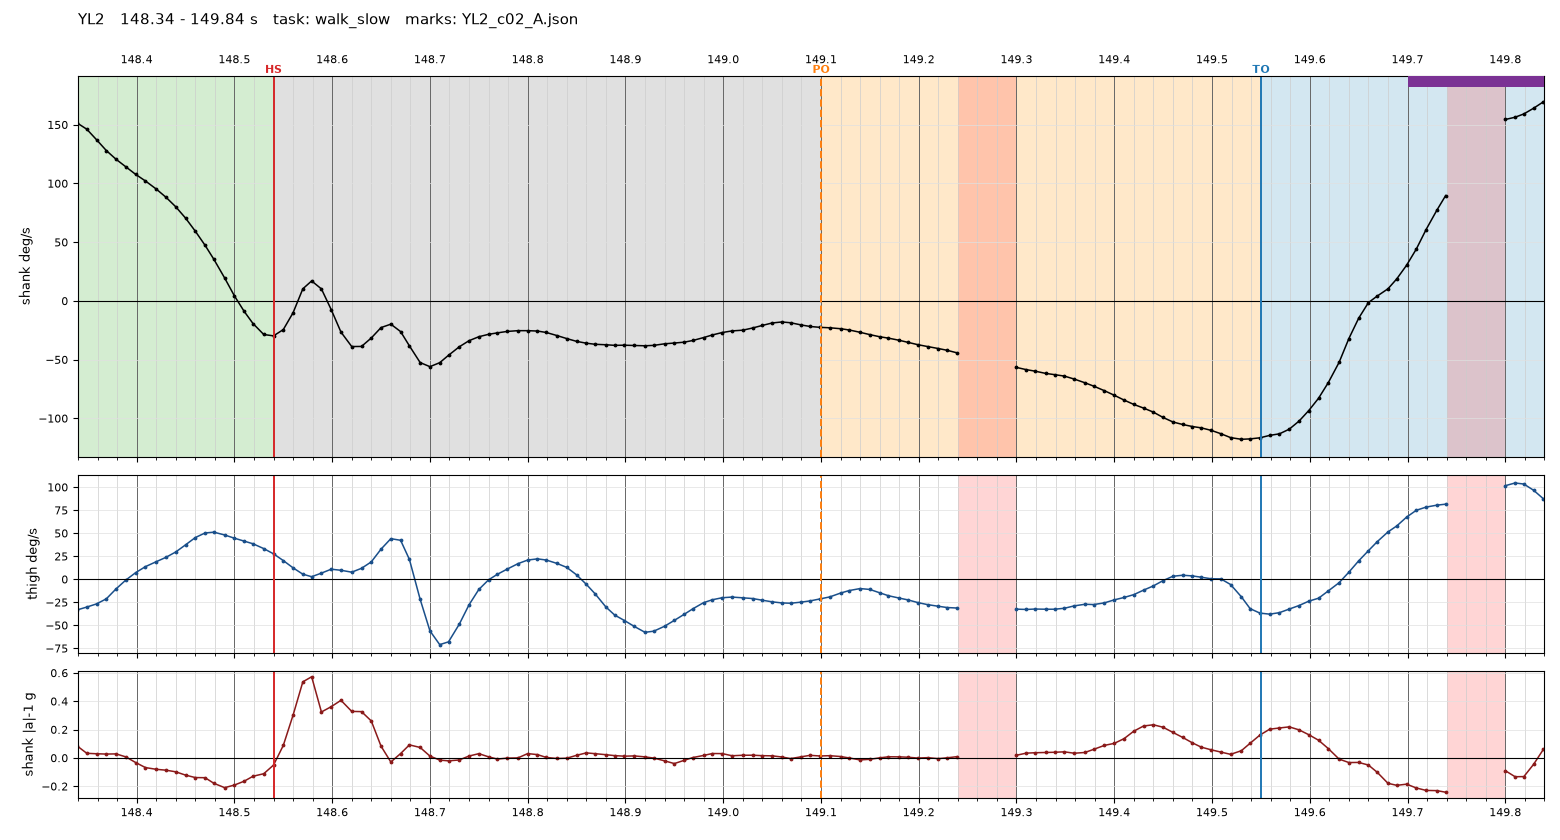 YL2   148.34 - 149.84 s   task: walk_slow   marks: YL2_c02_A.json
148.4 148.5 148.6 148.7 148.8 148.9 149.0 149.1 149.2 149.3 149.4 149.5 149.6 149.7 149.8
HS PO TO
shank deg/s
150
100
50
0
−50
−100
thigh deg/s
100
75
50
25
0
−25
−50
−75
shank |a|-1 g
0.6
0.4
0.2
0.0
−0.2
148.4 148.5 148.6 148.7 148.8 148.9 149.0 149.1 149.2 149.3 149.4 149.5 149.6 149.7 149.8